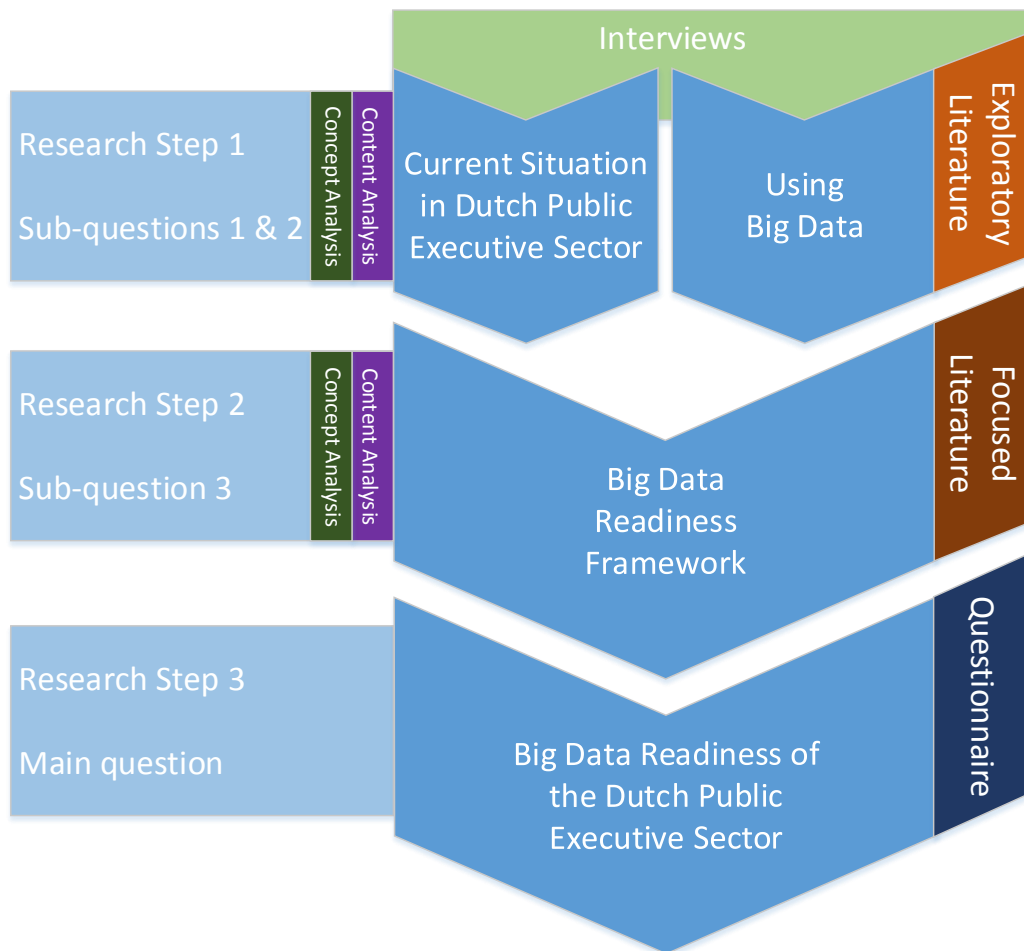 Interviews
Research Step 1
Sub-questions 1 & 2
Concept Analysis
Content Analysis
Current Situation
in Dutch Public
Executive Sector
Using
Big Data
Exploratory
Literature
Research Step 2
Sub-question 3
Concept Analysis
Content Analysis
Big Data
Readiness
Framework
Focused
Literature
Research Step 3
Main question
Big Data Readiness of
the Dutch Public
Executive Sector
Questionnaire